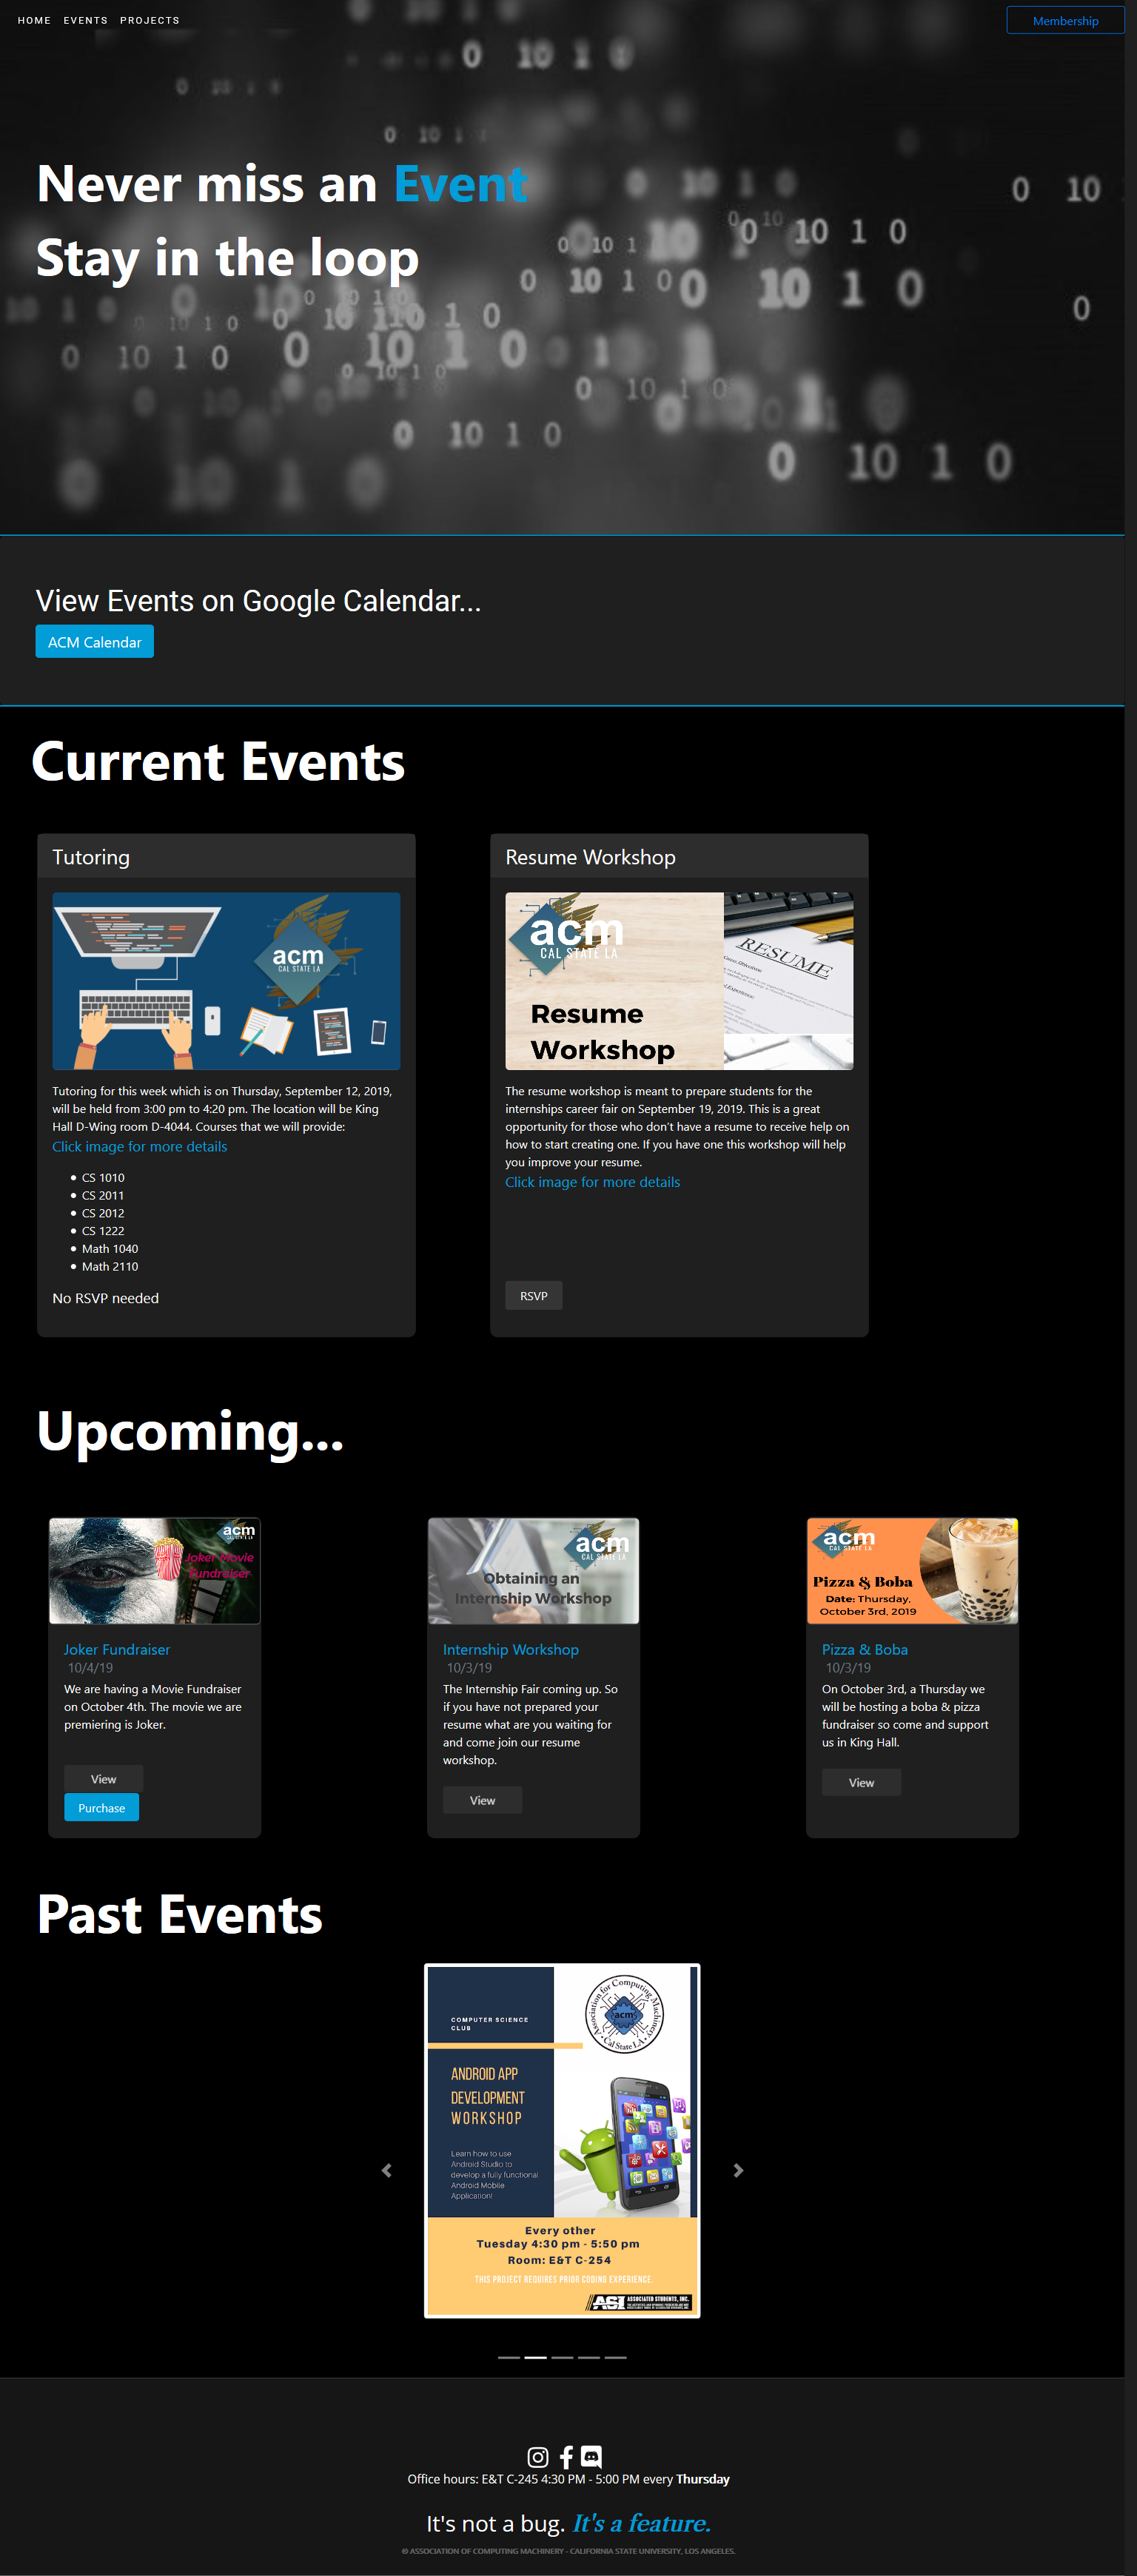 HOME EVENTS PROJECTS
Membership
Never miss an Event
Stay in the loop
View Events on Google Calendar...
ACM Calendar
Current Events
Tutoring
acm
CAL STATE LA
Tutoring for this week which is on Thursday, September 12, 2019,
will be held from 3:00 pm to 4:20 pm. The location will be King
Hall D-Wing room D-4044. Courses that we will provide:
Click image for more details
CS 1010
CS 2011
CS 2012
CS 1222
Math 1040
Math 2110
No RSVP needed
Resume Workshop
acm
CAL STATE LA
RESUME
Resume
Workshop
The resume workshop is meant to prepare students for the
internships career fair on September 19, 2019. This is a great
opportunity for those who don't have a resume to receive help on
how to start creating one. If you have one this workshop will help
you improve your resume.
Click image for more details
RSVP
Upcoming...
acm
CAL STATE LA
Joker Movie
Fundraiser
Joker Fundraiser
10/4/19
We are having a Movie Fundraiser
on October 4th. The movie we are
premiering is Joker.
View
Purchase
acm
CAL STATE LA
Obtaining an
Internship Workshop
Internship Workshop
10/3/19
The Internship Fair coming up. So
if you have not prepared your
resume what are you waiting for
and come join our resume
workshop.
View
acm
CAL STATE LA
Pizza & Boba
Date: Thursday,
October 3rd, 2019
Pizza & Boba
10/3/19
On October 3rd, a Thursday we
will be hosting a boba & pizza
fundraiser so come and support
us in King Hall.
View
Past Events
COMPUTER SCIENCE
CLUB
Association for Computing Machinery
acm
Cal State LA
ANDROID APP
DEVELOPMENT
WORKSHOP
Learn how to use
Android Studio to
develop a fully functional
Android Mobile
Application!
Every other
Tuesday 4:30 pm - 5:50 pm
Room: E&T C-254
THIS PROJECT REQUIRES PRIOR CODING EXPERIENCE.
ASI ASSOCIATED STUDENTS, INC.
Office hours: E&T C-245 4:30 PM - 5:00 PM every Thursday
It's not a bug. It's a feature.
© ASSOCIATION OF COMPUTING MACHINERY - CALIFORNIA STATE UNIVERSITY, LOS ANGELES.